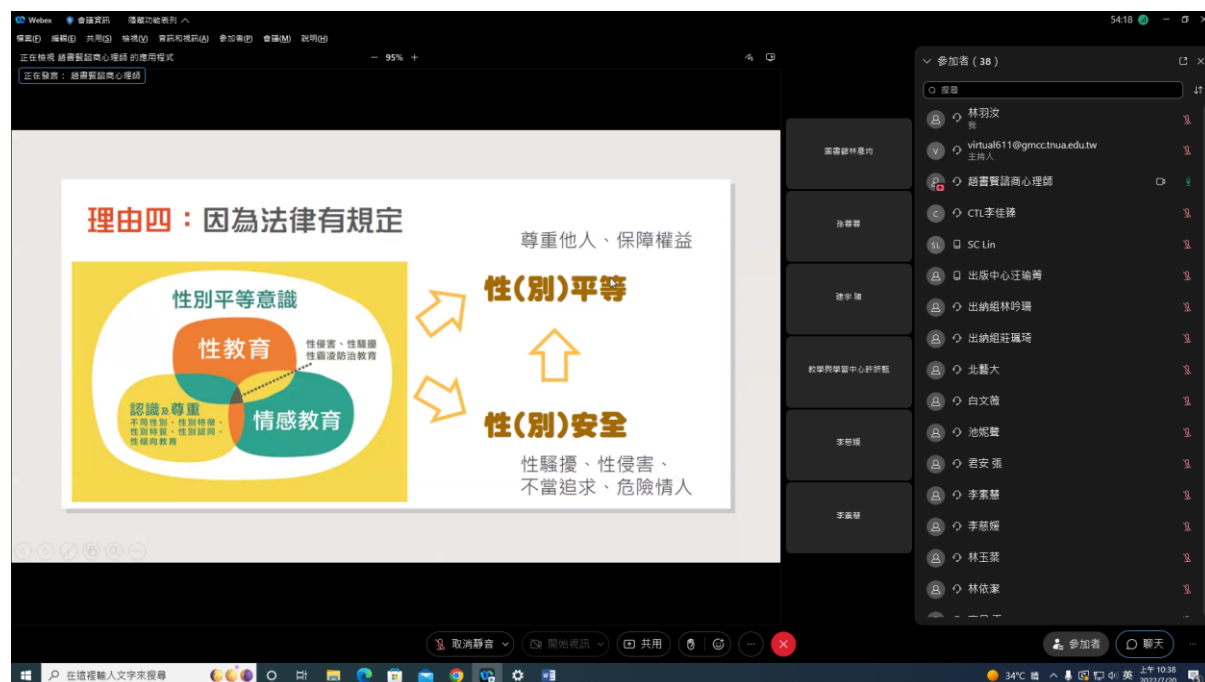 Webex 會議資訊 隱藏功能表列
54:18
檔案(F) 編輯(E) 共用(S) 檢視(V) 音訊和視訊(A) 參加者(P) 會議(M) 說明(H)
正在檢視 趙書賢諮商心理師 的應用程式
95%
正在發言： 趙書賢諮商心理師
理由四：因為法律有規定
性別平等意識
性教育
性侵害、性騷擾
性霸凌防治教育
認識及尊重
不同性別、性別特徵、
性別特質、性別認同、
性傾向教育
情感教育
尊重他人、保障權益
性(別)平等
性(別)安全
性騷擾、性侵害、
不當追求、危險情人
圖書館林憙均
建宇 陳
教學與學習中心許妍甄
李慈媛
李素慧
參加者 (38)
搜尋
林羽汝
我
virtual611@gmcc.tnua.edu.tw
主持人
趙書賢諮商心理師
CTL李佳臻
SC Lin
出版中心汪瑜菁
出納組林吟珊
出納組莊珮琦
北藝大
白文薇
池妮聲
君安 張
李素慧
李慈媛
林玉葉
林依潔
取消靜音
開始視訊
共用
參加者
聊天
在這裡輸入文字來搜尋
34°C 晴
英
上午 10:38
2022/7/20